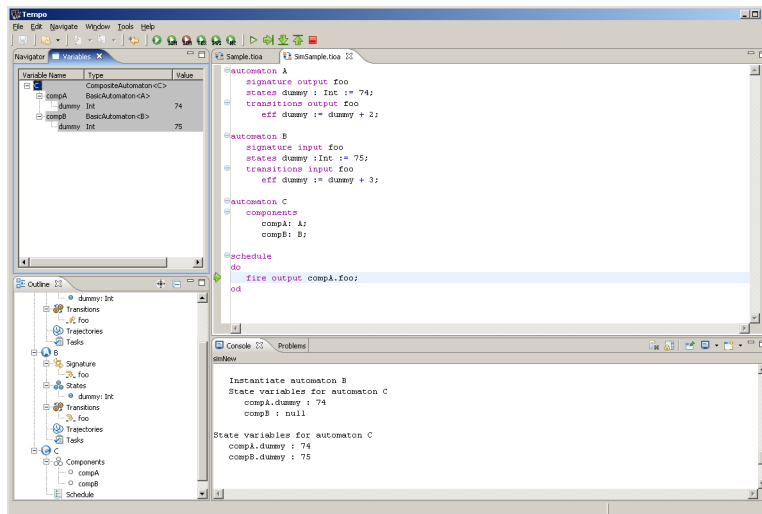 Tempo
File Edit Navigate Window Tools Help
Navigator Variables
Variable Name Type Value
C CompositeAutomaton<C>
compA BasicAutomaton<A>
dummy Int 74
compB BasicAutomaton<B>
dummy Int 75
Sample.tioa SimSample.tioa
automaton A
signature output foo
states dummy : Int := 74;
transitions output foo
eff dummy := dummy + 2;
automaton B
signature input foo
states dummy :Int := 75;
transitions input foo
eff dummy := dummy + 3;
automaton C
components
compA: A;
compB: B;
schedule
do
fire output compA.foo;
od
Outline
dummy: Int
Transitions
foo
Trajectories
Tasks
B
Signature
foo
States
dummy: Int
Transitions
foo
Trajectories
Tasks
C
Components
compA
compB
Schedule
Console Problems
simNew
Instantiate automaton B
State variables for automaton C
compA.dummy : 74
compB : null
State variables for automaton C
compA.dummy : 74
compB.dummy : 75